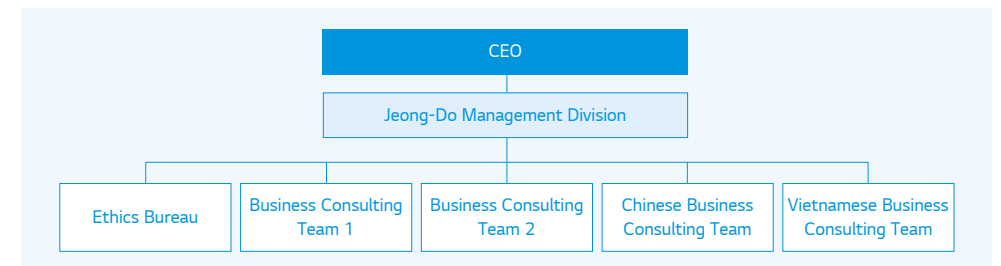 CEO
Jeong-Do Management Division
Ethics Bureau
Business Consulting
Team 1
Business Consulting
Team 2
Chinese Business
Consulting Team
Vietnamese Business
Consulting Team